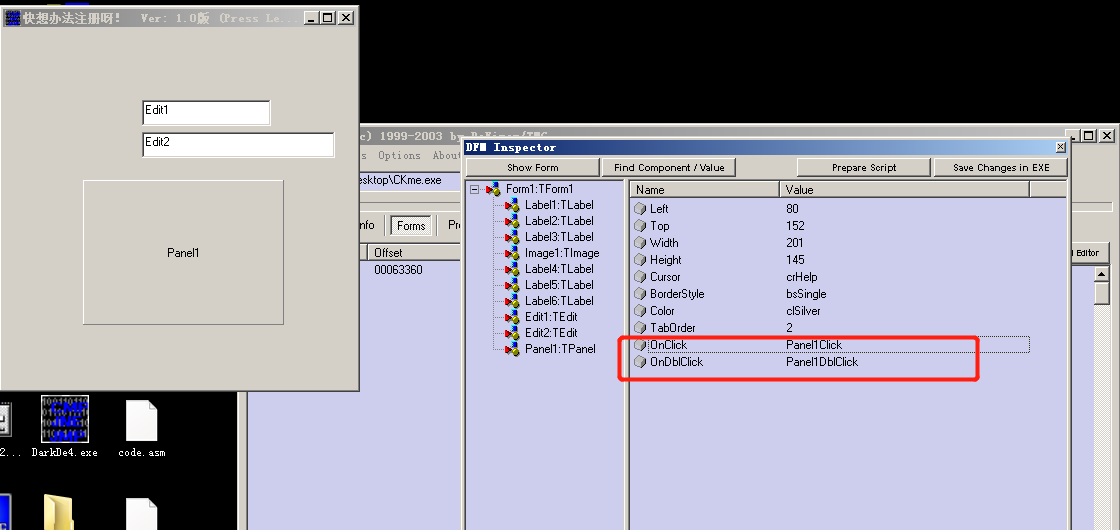 快想办法注册呀! Ver: 1.0版 (Press Le...
Edit1
Edit2
Panel1
c) 1999-2003 by DaFixer/TMG
s Options About
esktop\CKme.exe
nfo Forms Pr
Offset
00063360
l Editor
DFM Inspector
Show Form Find Component / Value Prepare Script Save Changes in EXE
Form1:TForm1
Label1:TLabel
Label2:TLabel
Label3:TLabel
Image1:TImage
Label4:TLabel
Label5:TLabel
Label6:TLabel
Edit1:TEdit
Edit2:TEdit
Panel1:TPanel
Name Value
Left 80
Top 152
Width 201
Height 145
Cursor crHelp
BorderStyle bsSingle
Color clSilver
TabOrder 2
OnClick Panel1Click
OnDblClick Panel1DblClick
2... DarkDe4.exe code.asm